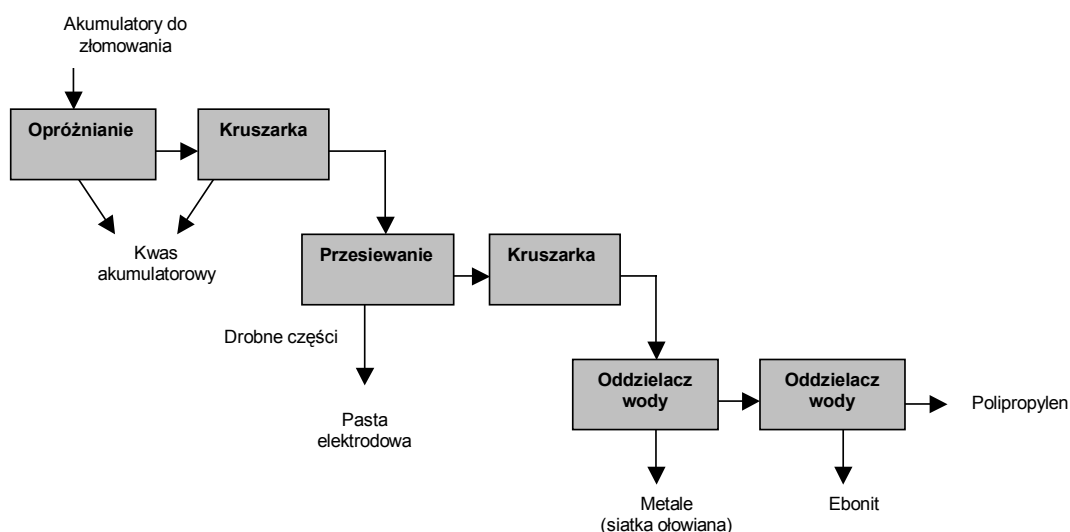 Akumulatory do
złomowania
Opróżnianie
Kruszarka
Kwas
akumulatorowy
Przesiewanie
Kruszarka
Drobne części
Pasta
elektrodowa
Oddzielacz
wody
Oddzielacz
wody
Polipropylen
Metale
(siatka ołowiana)
Ebonit